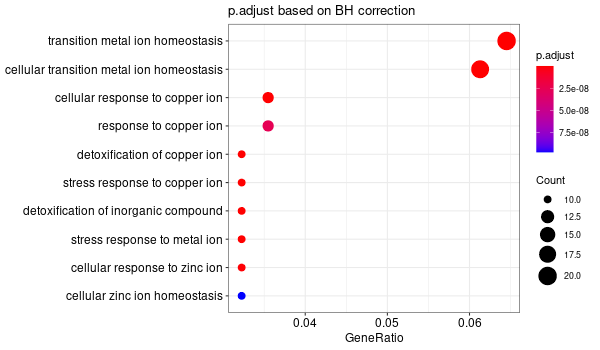 p.adjust based on BH correction
transition metal ion homeostasis
cellular transition metal ion homeostasis
cellular response to copper ion
response to copper ion
detoxification of copper ion
stress response to copper ion
detoxification of inorganic compound
stress response to metal ion
cellular response to zinc ion
cellular zinc ion homeostasis
0.04 0.05 0.06
GeneRatio
p.adjust
2.5e-08
5.0e-08
7.5e-08
Count
10.0
12.5
15.0
17.5
20.0